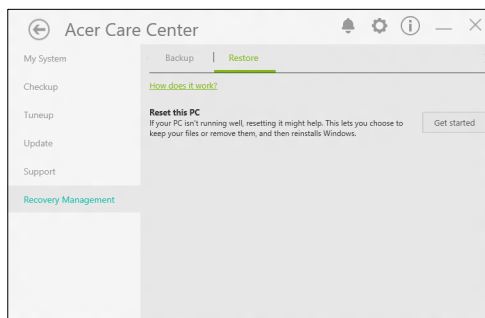 Acer Care Center
My System
Checkup
Tuneup
Update
Support
Recovery Management
Backup | Restore
How does it work?
Reset this PC
If your PC isn't running well, resetting it might help. This lets you choose to
keep your files or remove them, and then reinstalls Windows.
Get started